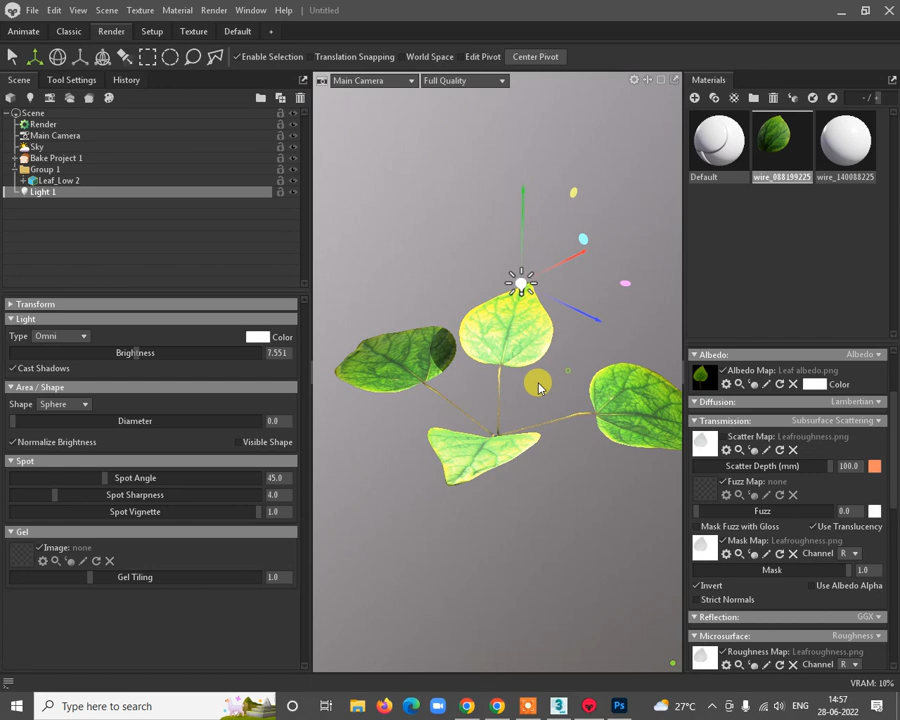 File Edit View Scene Texture Material Render Window Help Untitled
Animate Classic Render Setup Texture Default +
Enable Selection Translation Snapping World Space Edit Pivot Center Pivot
Scene Tool Settings History
Main Camera Full Quality
Materials
- / -
Scene
Render
Main Camera
Sky
Bake Project 1
Group 1
Leaf_Low 2
Light 1
Default wire_088199225 wire_140088225
Transform
Light
Type Omni Color
Brightness 7.551
Cast Shadows
Area / Shape
Shape Sphere
Diameter 0.0
Normalize Brightness Visible Shape
Spot
Spot Angle 45.0
Spot Sharpness 4.0
Spot Vignette 1.0
Gel
Image: none
Gel Tiling 1.0
Albedo: Albedo
Albedo Map: Leaf albedo.png
Color
Diffusion: Lambertian
Transmission: Subsurface Scattering
Scatter Map: Leafroughness.png
Scatter Depth (mm) 100.0
Fuzz Map: none
Fuzz 0.0
Mask Fuzz with Gloss Use Translucency
Mask Map: Leafroughness.png
Channel R
Mask 1.0
Invert Use Albedo Alpha
Strict Normals
Reflection: GGX
Microsurface: Roughness
Roughness Map: Leafroughness.png
Channel R
VRAM: 10%
Type here to search
3
Ps
27°C
ENG
14:57
28-06-2022